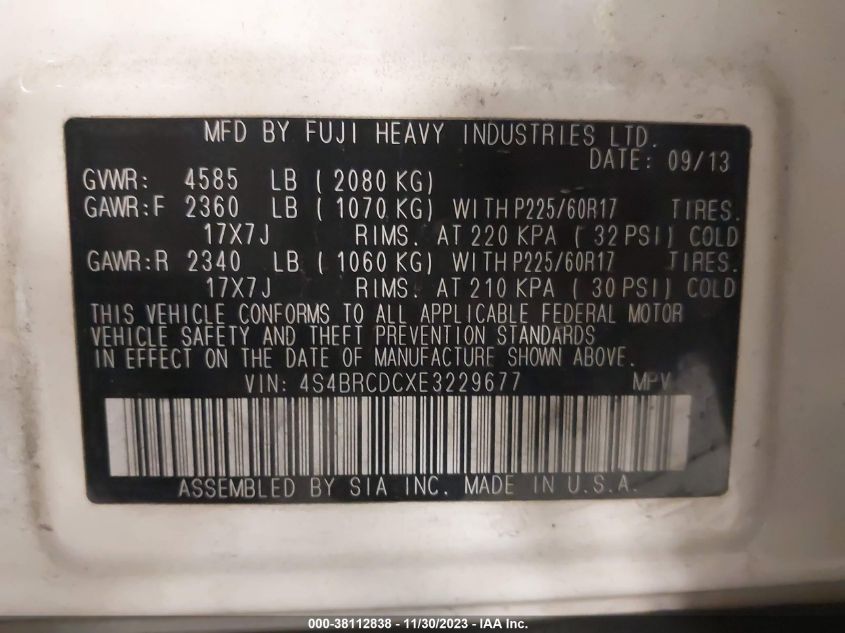 MFD BY FUJI HEAVY INDUSTRIES LTD.
DATE: 09/13
GVWR: 4585 LB ( 2080 KG)
GAWR:F 2360 LB ( 1070 KG) WITH P225/60R17 TIRES.
17X7J RIMS. AT 220 KPA ( 32 PSI) COLD
GAWR:R 2340 LB ( 1060 KG) WITH P225/60R17 TIRES.
17X7J RIMS. AT 210 KPA ( 30 PSI) COLD
THIS VEHICLE CONFORMS TO ALL APPLICABLE FEDERAL MOTOR
VEHICLE SAFETY AND THEFT PREVENTION STANDARDS
IN EFFECT ON THE DATE OF MANUFACTURE SHOWN ABOVE.
VIN: 4S4BRCDCXE3229677 MPV
ASSEMBLED BY SIA INC. MADE IN U.S.A.
000-38112838 - 11/30/2023 - IAA Inc.